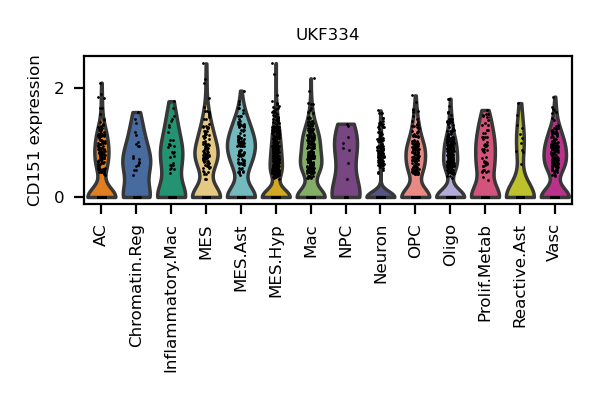 UKF334
CD151 expression
2
0
AC
Chromatin.Reg
Inflammatory.Mac
MES
MES.Ast
MES.Hyp
Mac
NPC
Neuron
OPC
Oligo
Prolif.Metab
Reactive.Ast
Vasc